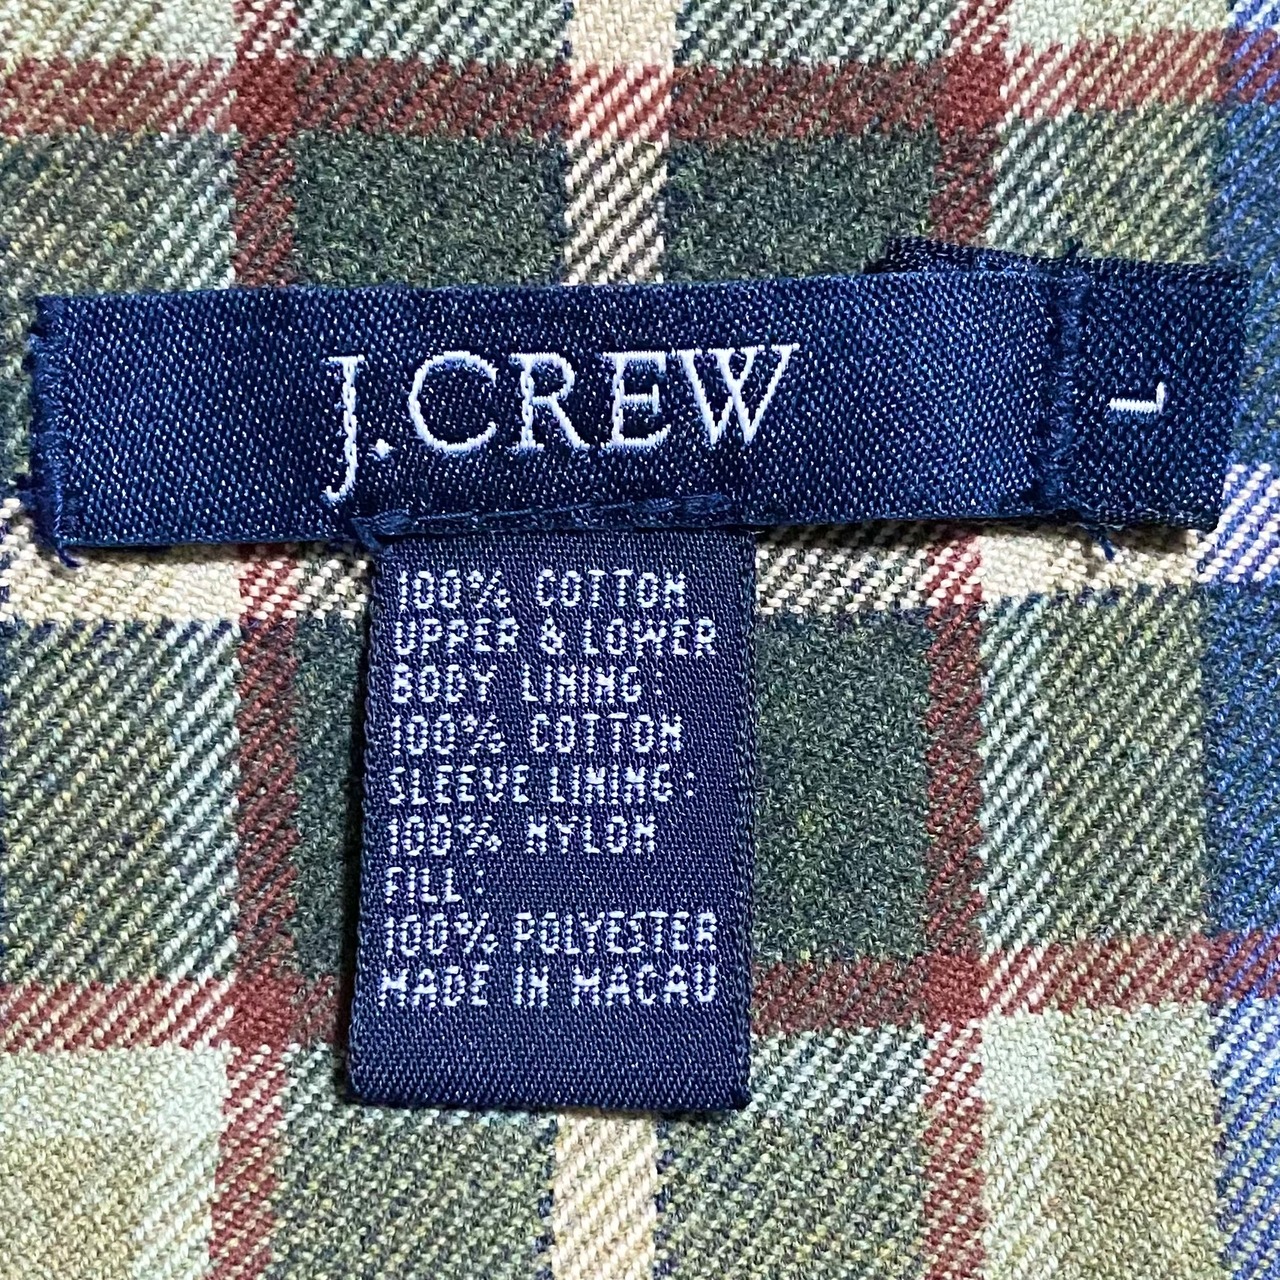 J.CREW
L
100% COTTON
UPPER & LOWER
BODY LINING:
100% COTTON
SLEEVE LINING:
100% NYLON
FILL:
100% POLYESTER
MADE IN MACAU